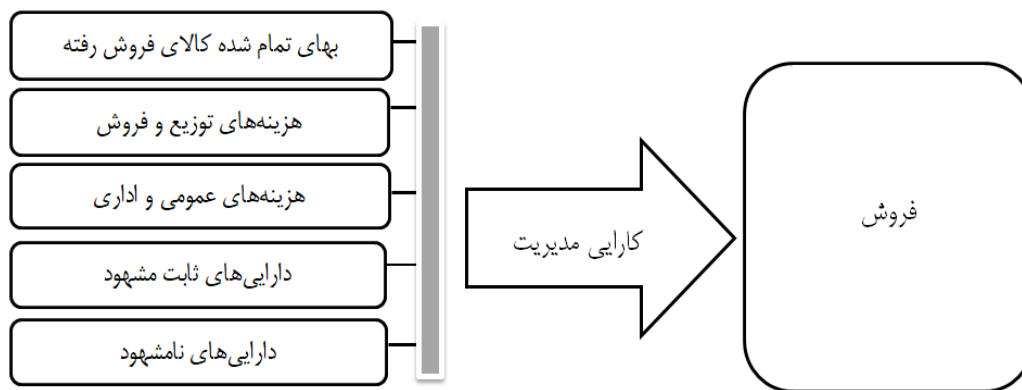 بهای تمام شده کالای فروش رفته
هزینه‌های توزیع و فروش
هزینه‌های عمومی و اداری
دارایی‌های ثابت مشهود
دارایی‌های نامشهود
کارایی مدیریت
فروش